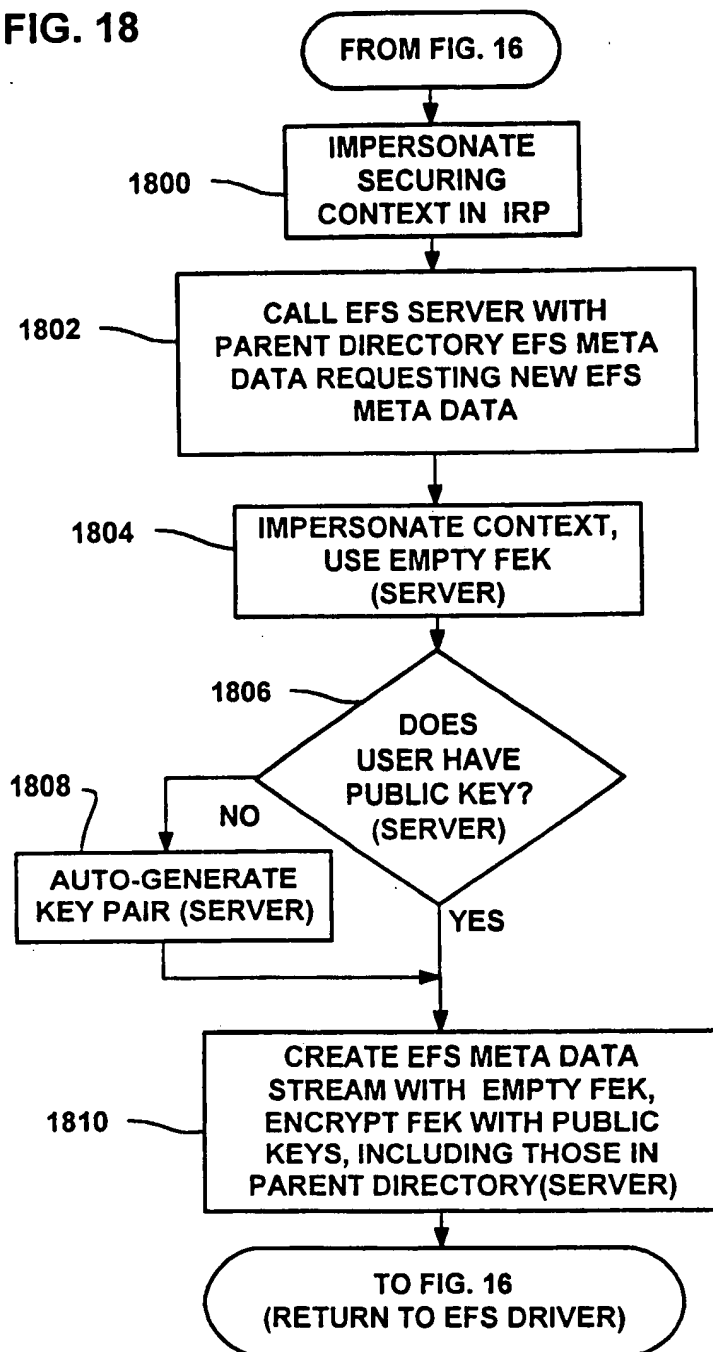 FIG. 18
FROM FIG. 16
1800
IMPERSONATE
SECURING
CONTEXT IN IRP
1802
CALL EFS SERVER WITH
PARENT DIRECTORY EFS META
DATA REQUESTING NEW EFS
META DATA
1804
IMPERSONATE CONTEXT,
USE EMPTY FEK
(SERVER)
1806
DOES
USER HAVE
PUBLIC KEY?
(SERVER)
1808
NO
AUTO-GENERATE
KEY PAIR (SERVER)
YES
1810
CREATE EFS META DATA
STREAM WITH EMPTY FEK,
ENCRYPT FEK WITH PUBLIC
KEYS, INCLUDING THOSE IN
PARENT DIRECTORY(SERVER)
TO FIG. 16
(RETURN TO EFS DRIVER)